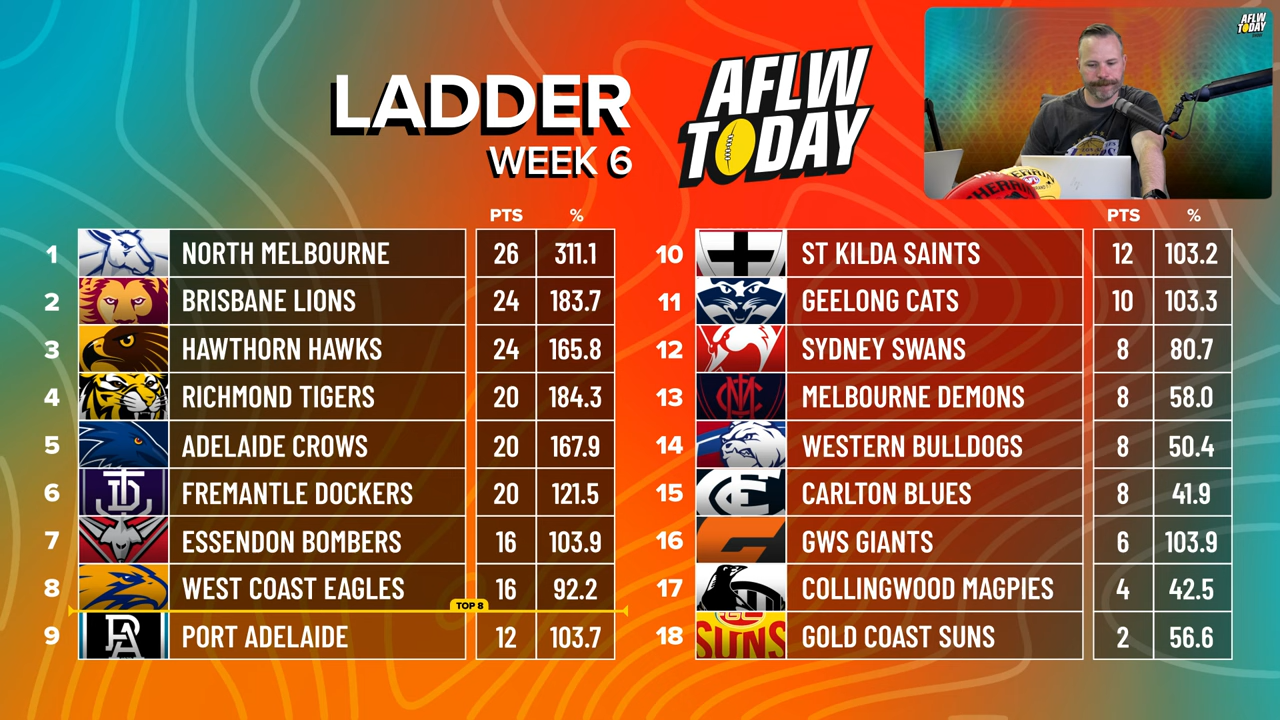 LADDER
WEEK 6
AFLW
TODAY
AFLW
TODAY
PTS %
1 NORTH MELBOURNE 26 311.1
2 BRISBANE LIONS 24 183.7
3 HAWTHORN HAWKS 24 165.8
4 RICHMOND TIGERS 20 184.3
5 ADELAIDE CROWS 20 167.9
6 FREMANTLE DOCKERS 20 121.5
7 ESSENDON BOMBERS 16 103.9
8 WEST COAST EAGLES 16 92.2
TOP 8
9 PORT ADELAIDE 12 103.7
PTS %
10 ST KILDA SAINTS 12 103.2
11 GEELONG CATS 10 103.3
12 SYDNEY SWANS 8 80.7
13 MELBOURNE DEMONS 8 58.0
14 WESTERN BULLDOGS 8 50.4
15 CARLTON BLUES 8 41.9
16 GWS GIANTS 6 103.9
17 COLLINGWOOD MAGPIES 4 42.5
18 SUNS GOLD COAST SUNS 2 56.6